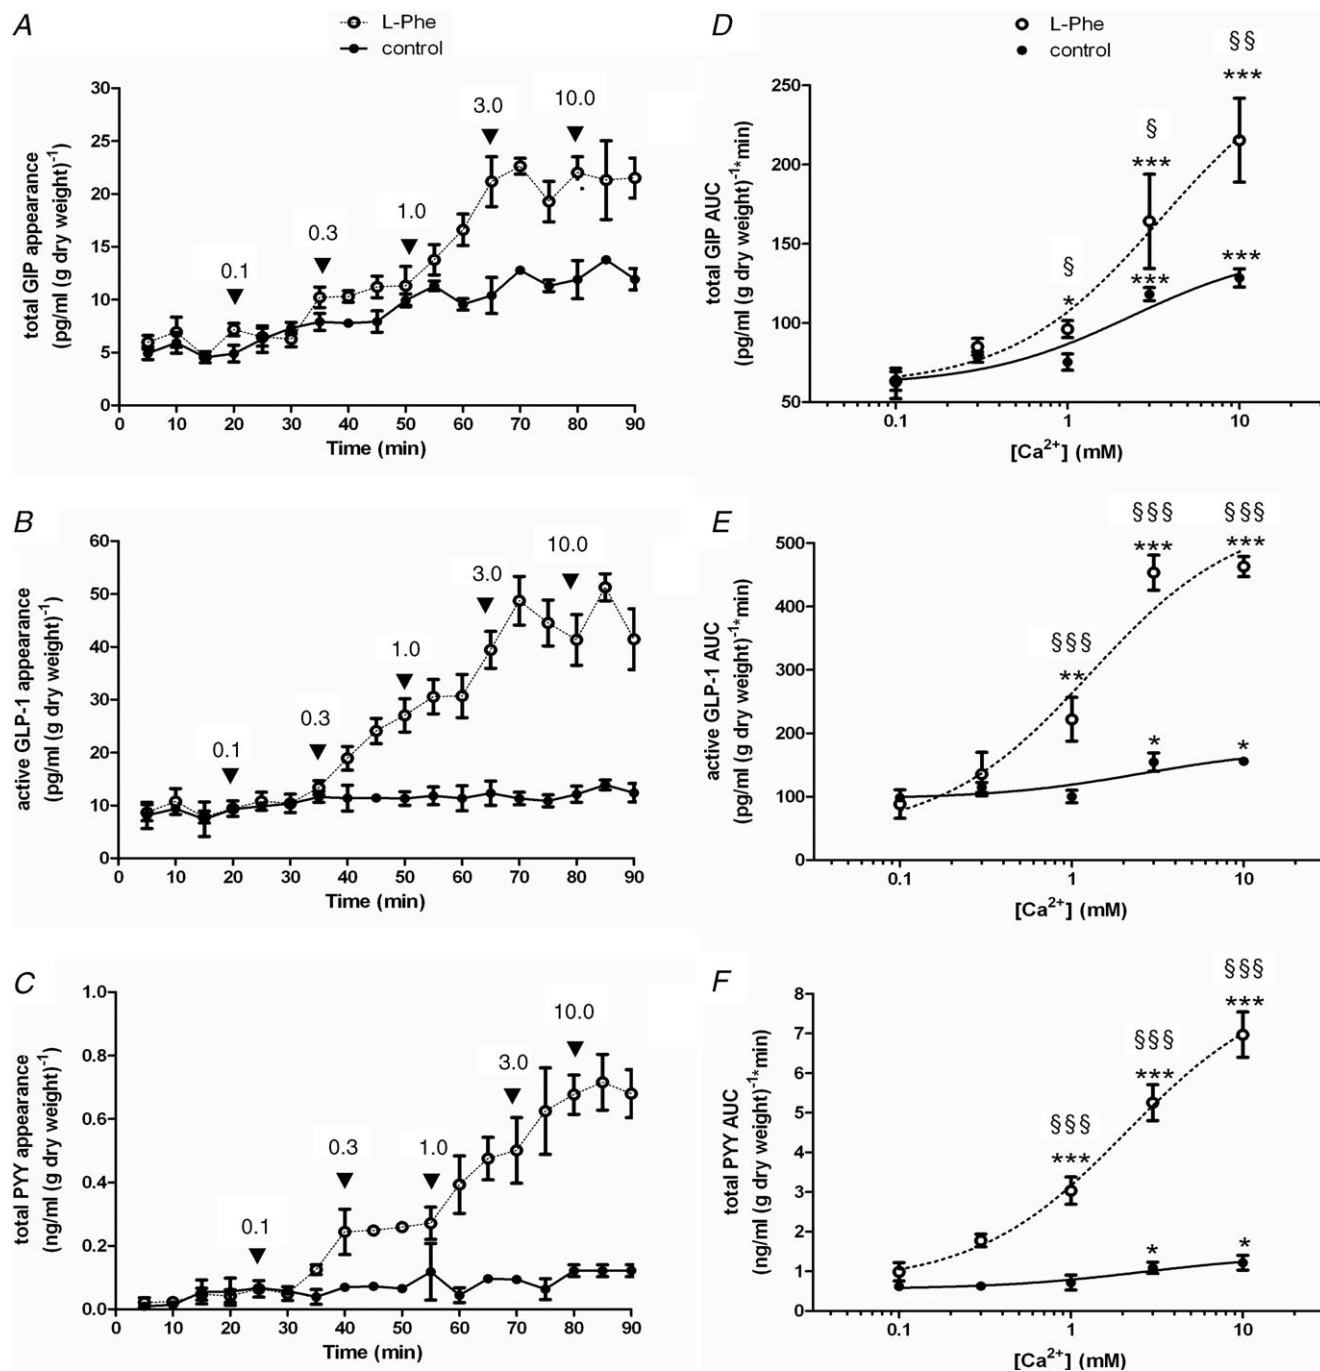 A
L-Phe
control
total GIP appearance
(pg/ml (g dry weight)⁻¹
30
25
20
15
10
5
0
0.1
0.3
1.0
3.0
10.0
0 10 20 30 40 50 60 70 80 90
Time (min)
D
L-Phe
control
total GIP AUC
(pg/ml (g dry weight)⁻¹*min)
250
200
150
100
50
§
*
§
***
***
§§
***
***
0.1 1 10
[Ca²⁺] (mM)
B
active GLP-1 appearance
(pg/ml (g dry weight)⁻¹
60
50
40
30
20
10
0
0.1
0.3
1.0
3.0
10.0
0 10 20 30 40 50 60 70 80 90
Time (min)
E
active GLP-1 AUC
(pg/ml (g dry weight)⁻¹*min)
500
400
300
200
100
0
§§§
**
§§§
***
*
§§§
***
*
0.1 1 10
[Ca²⁺] (mM)
C
total PYY appearance
(ng/ml (g dry weight)⁻¹
1.0
0.8
0.6
0.4
0.2
0.0
0.1
0.3
1.0
3.0
10.0
0 10 20 30 40 50 60 70 80 90
Time (min)
F
total PYY AUC
(ng/ml (g dry weight)⁻¹*min)
8
7
6
5
4
3
2
1
0
§§§
***
§§§
***
*
§§§
***
*
0.1 1 10
[Ca²⁺] (mM)